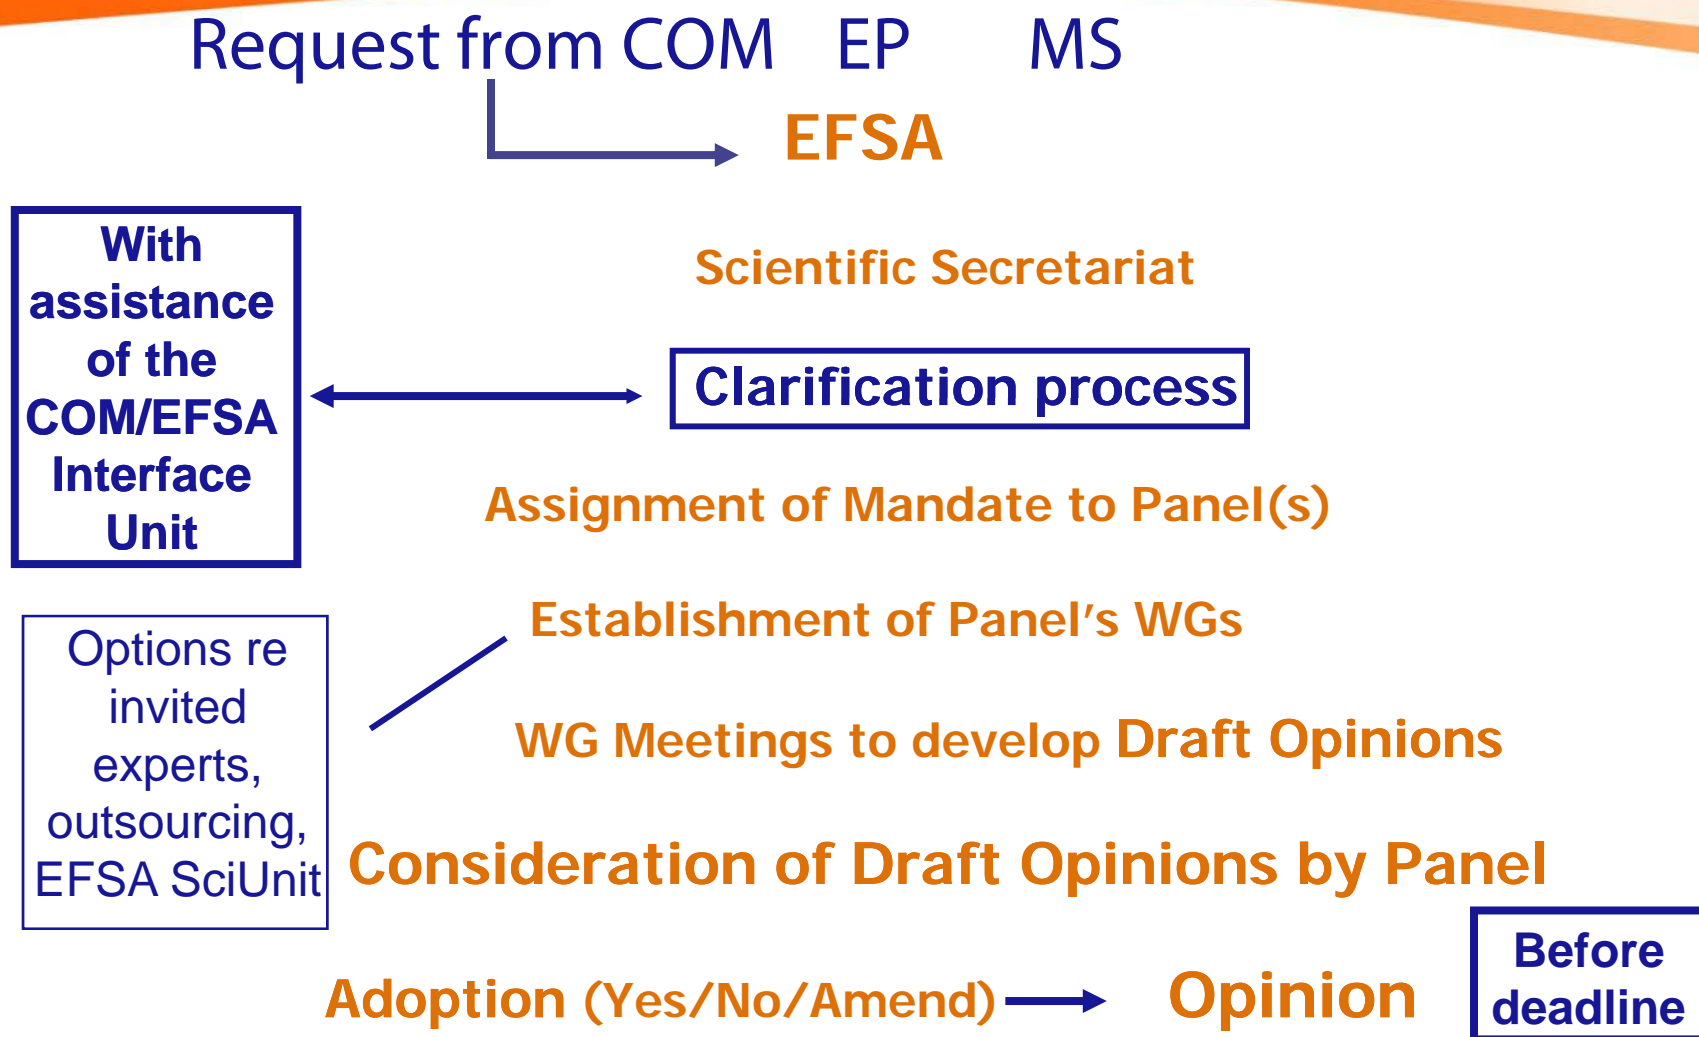 Request from COM EP MS
EFSA
With
assistance
of the
COM/EFSA
Interface
Unit
Scientific Secretariat
Clarification process
Assignment of Mandate to Panel(s)
Establishment of Panel’s WGs
Options re
invited
experts,
outsourcing,
EFSA SciUnit
WG Meetings to develop Draft Opinions
Consideration of Draft Opinions by Panel
Adoption (Yes/No/Amend)
Opinion
Before
deadline